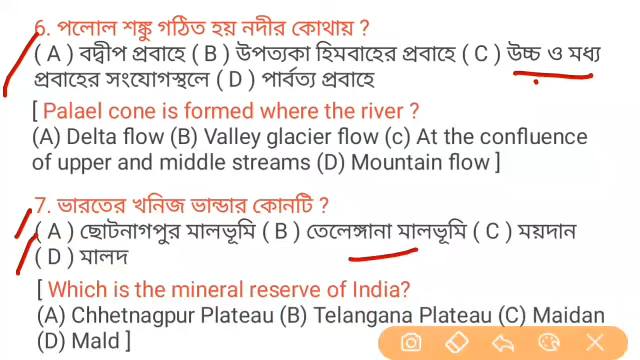 6. পলোল শঙ্কু গঠিত হয় নদীর কোথায় ?
( A ) বদ্বীপ প্রবাহে ( B ) উপত্যকা হিমবাহের প্রবাহে ( C ) উচ্চ ও মধ্য
প্রবাহের সংযোগস্থলে ( D ) পার্বত্য প্রবাহে
[ Palael cone is formed where the river ?
(A) Delta flow (B) Valley glacier flow (c) At the confluence
of upper and middle streams (D) Mountain flow ]
7. ভারতের খনিজ ভান্ডার কোনটি ?
( A ) ছোটনাগপুর মালভূমি ( B ) তেলেঙ্গানা মালভূমি ( C ) ময়দান
( D ) মালদ
[ Which is the mineral reserve of India?
(A) Chhetnagpur Plateau (B) Telangana Plateau (C) Maidan
(D) Mald ]